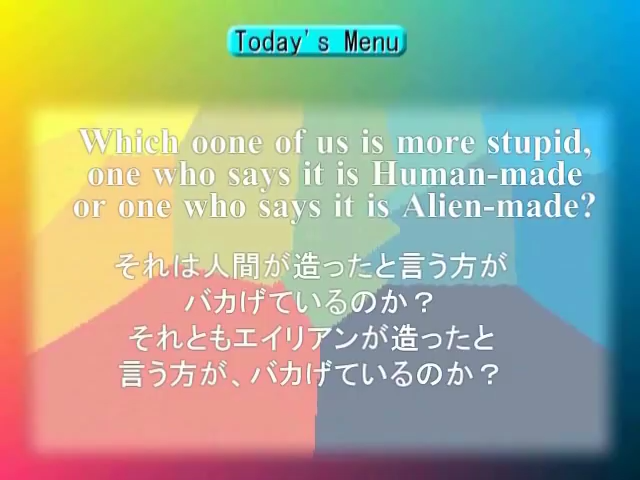 Today's Menu
Which oone of us is more stupid,
one who says it is Human-made
or one who says it is Alien-made?
それは人間が造ったと言う方が
バカげているのか？
それともエイリアンが造ったと
言う方が、バカげているのか？